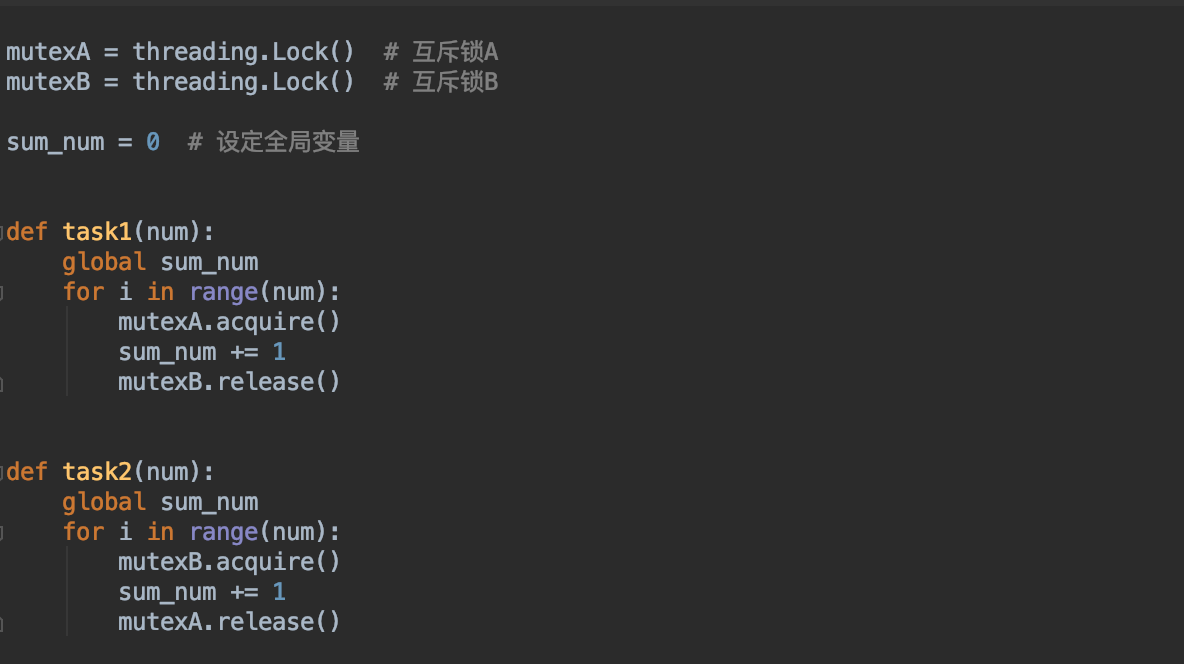 mutexA = threading.Lock()  # 互斥锁A
mutexB = threading.Lock()  # 互斥锁B
sum_num = 0  # 设定全局变量
def task1(num):
    global sum_num
    for i in range(num):
        mutexA.acquire()
        sum_num += 1
        mutexB.release()
def task2(num):
    global sum_num
    for i in range(num):
        mutexB.acquire()
        sum_num += 1
        mutexA.release()